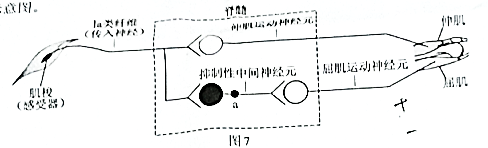 意图。
脊髓
Ia类纤维
(传入神经)
伸肌运动神经元
伸肌
肌梭
(感受器)
抑制性中间神经元
屈肌运动神经元
屈肌
a
+
-
图7